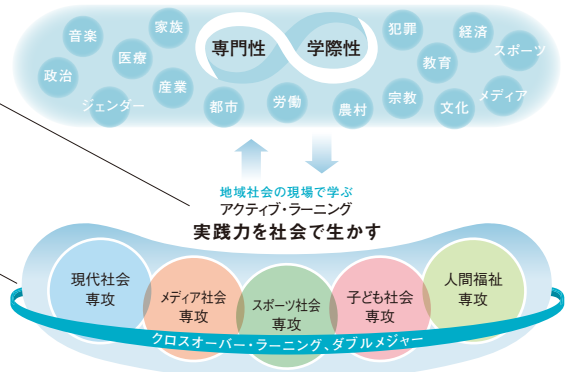 音楽
家族
犯罪
経済
専門性
学際性
医療
教育
スポーツ
政治
産業
ジェンダー
都市
労働
農村
宗教
文化
メディア
地域社会の現場で学ぶ
アクティブ・ラーニング
実践力を社会で生かす
現代社会
専攻
メディア社会
専攻
スポーツ社会
専攻
子ども社会
専攻
人間福祉
専攻
クロスオーバー・ラーニング、ダブルメジャー